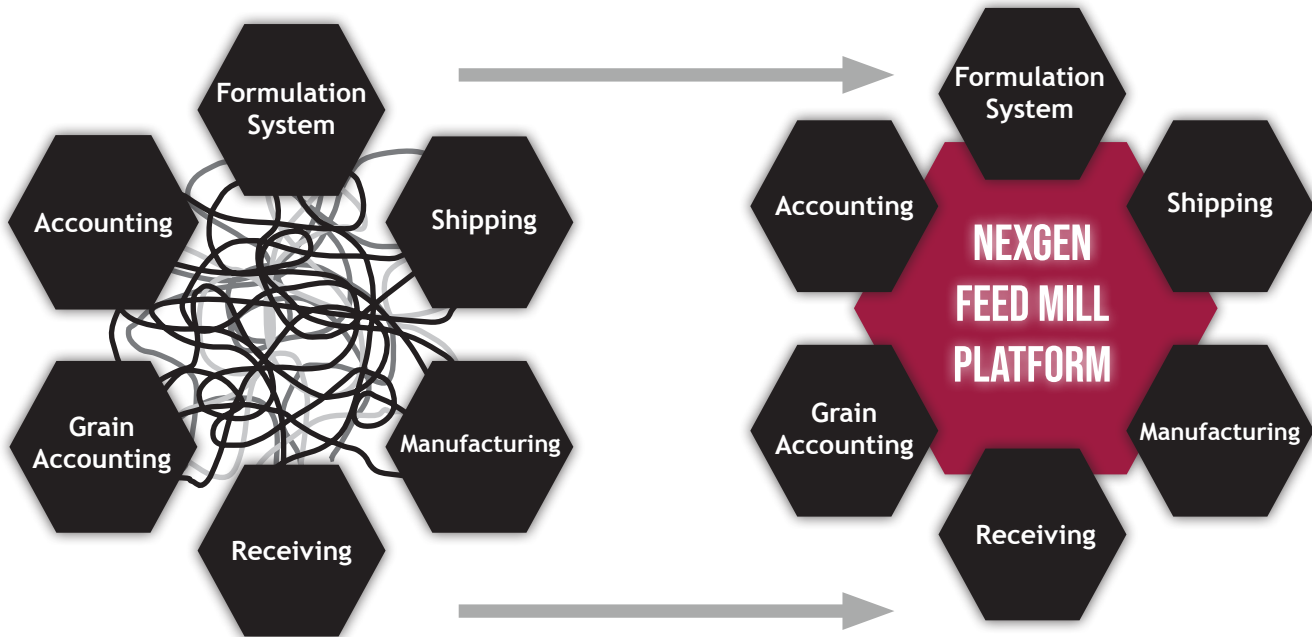 Formulation
System
Accounting
Shipping
Grain
Accounting
Manufacturing
Receiving
Formulation
System
Accounting
Shipping
NEXGEN
FEED MILL
PLATFORM
Grain
Accounting
Manufacturing
Receiving